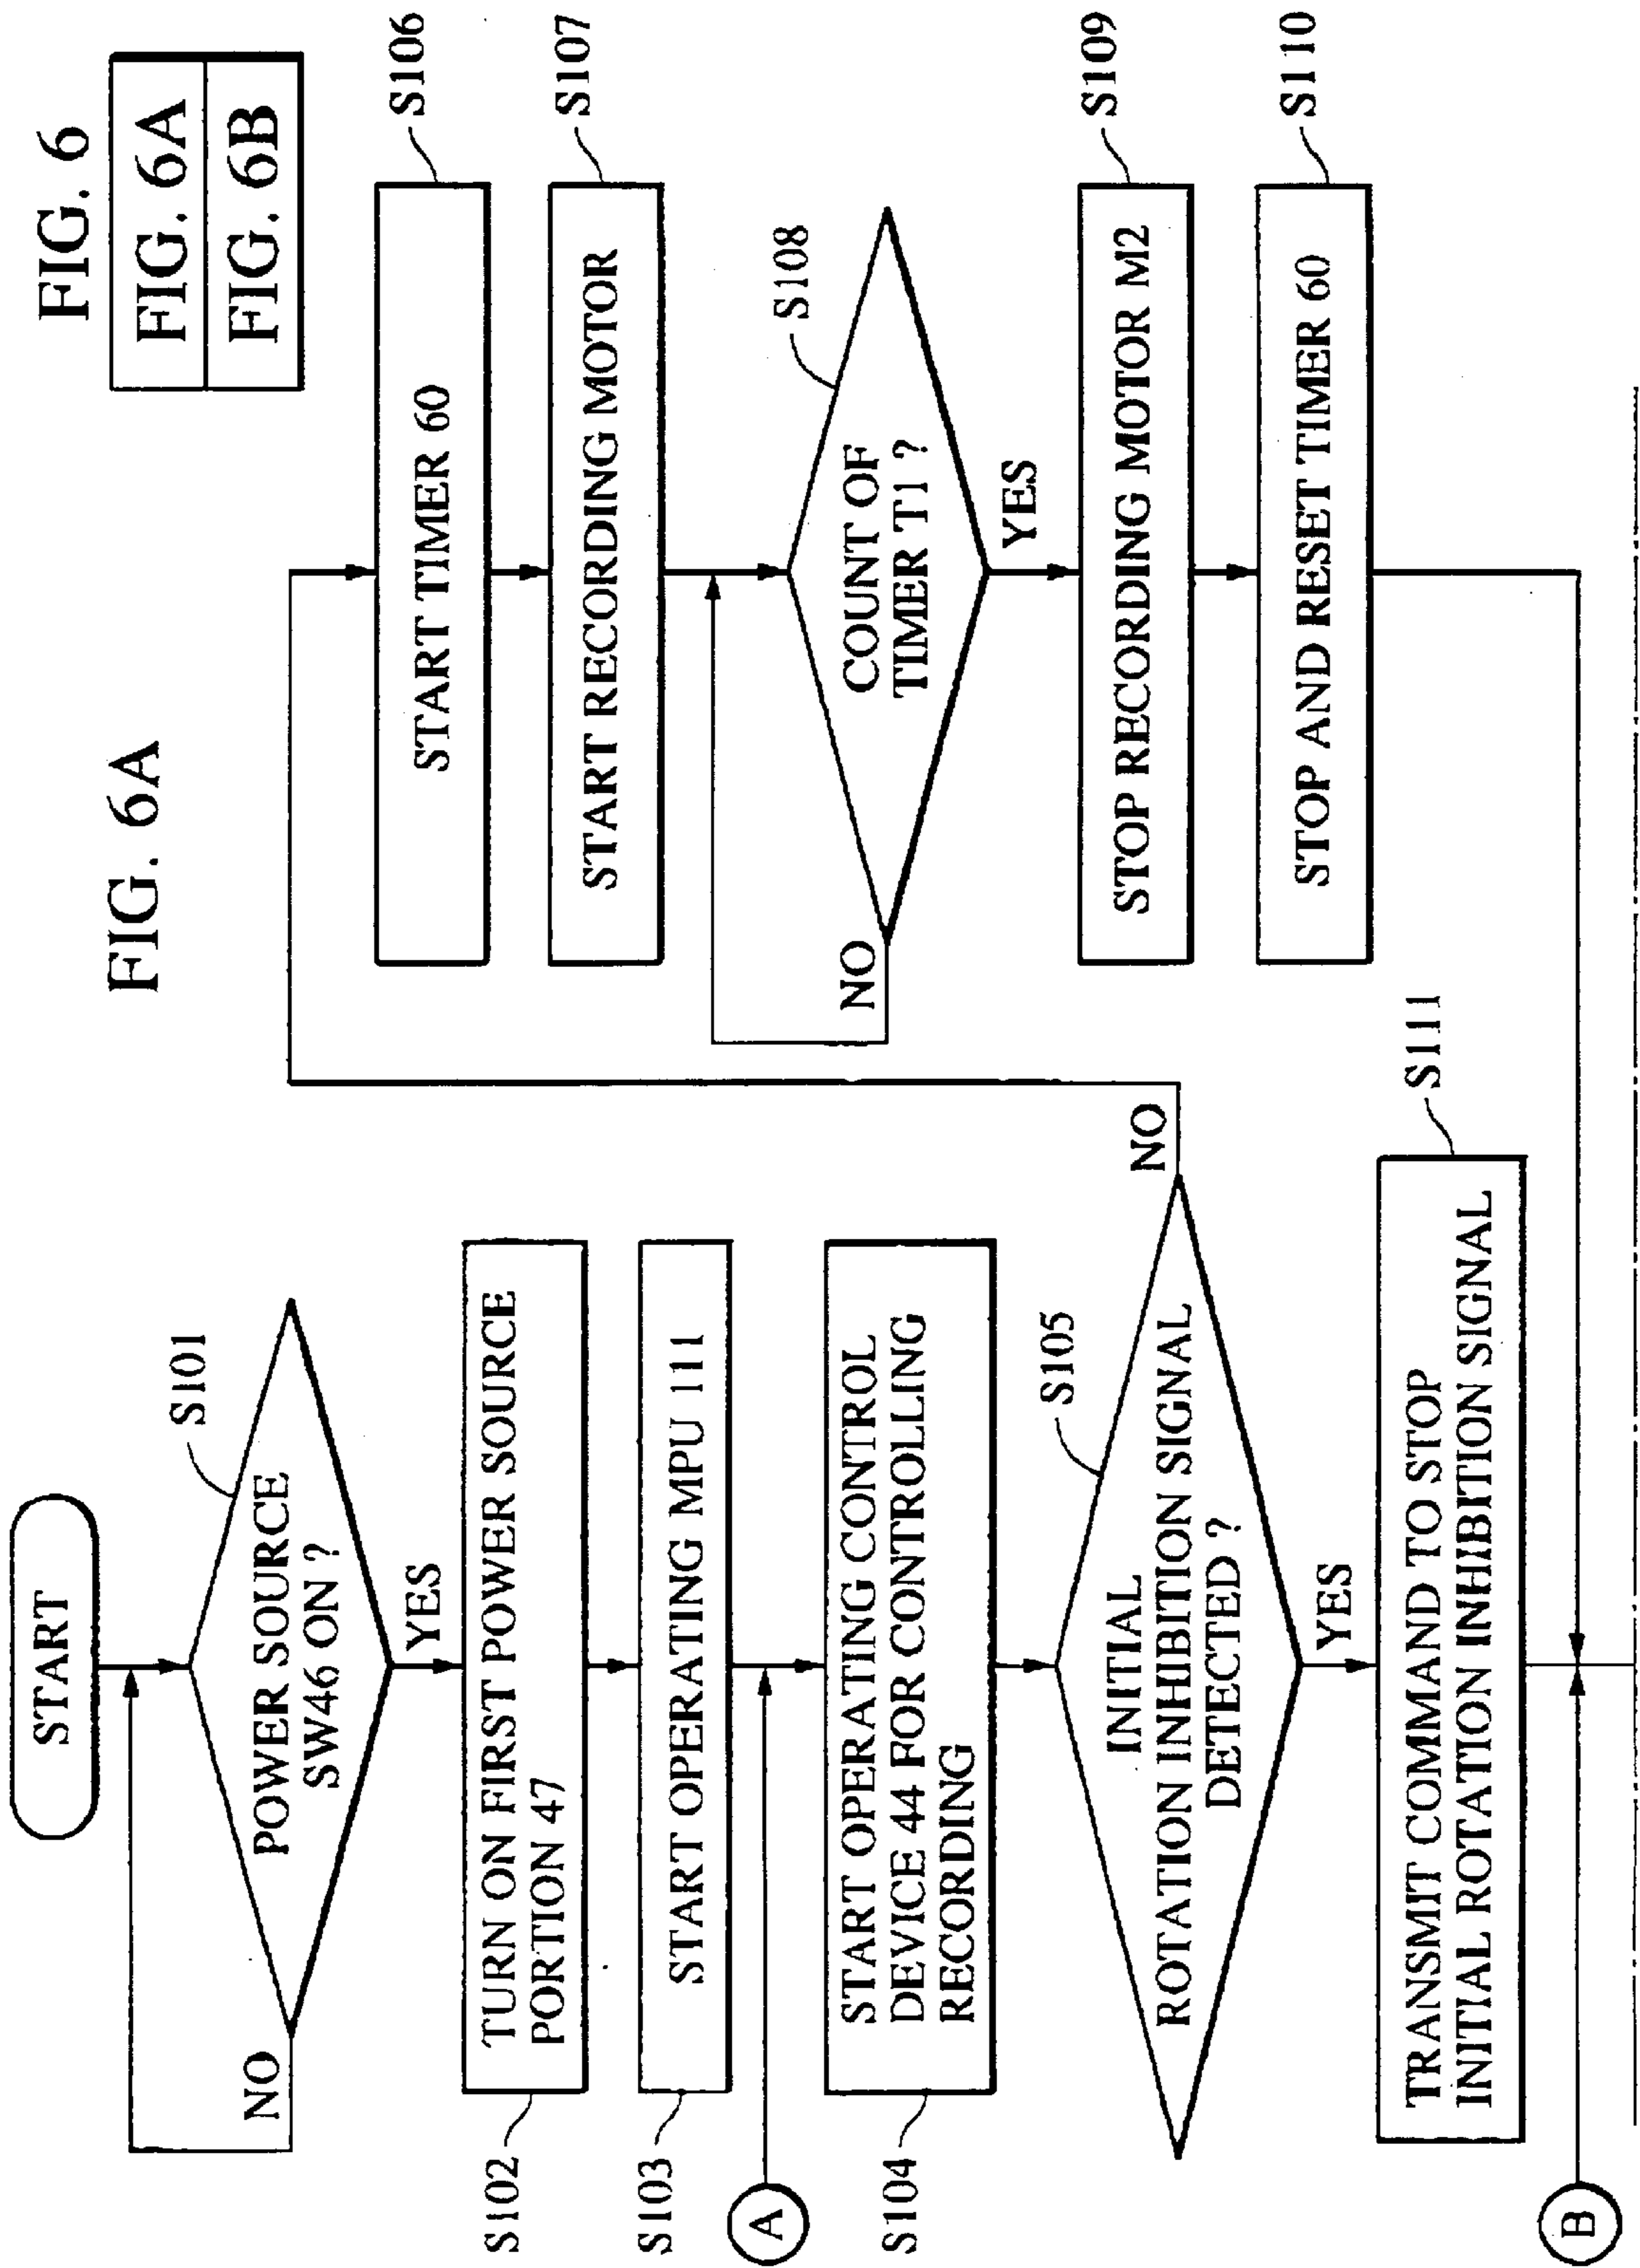 FIG. 6
FIG. 6A
FIG. 6B
FIG. 6A
START
POWER SOURCE
SW46 ON ?
S101
NO
YES
TURN ON FIRST POWER SOURCE
PORTION 47
S102
START OPERATING MPU 111
S103
A
START OPERATING CONTROL
DEVICE 44 FOR CONTROLLING
RECORDING
S104
INITIAL
ROTATION INHIBITION SIGNAL
DETECTED ?
S105
NO
YES
TRANSMIT COMMAND TO STOP
INITIAL ROTATION INHIBITION SIGNAL
S111
B
START TIMER 60
S106
START RECORDING MOTOR
S107
COUNT OF
TIMER T1 ?
S108
NO
YES
STOP RECORDING MOTOR M2
S109
STOP AND RESET TIMER 60
S110